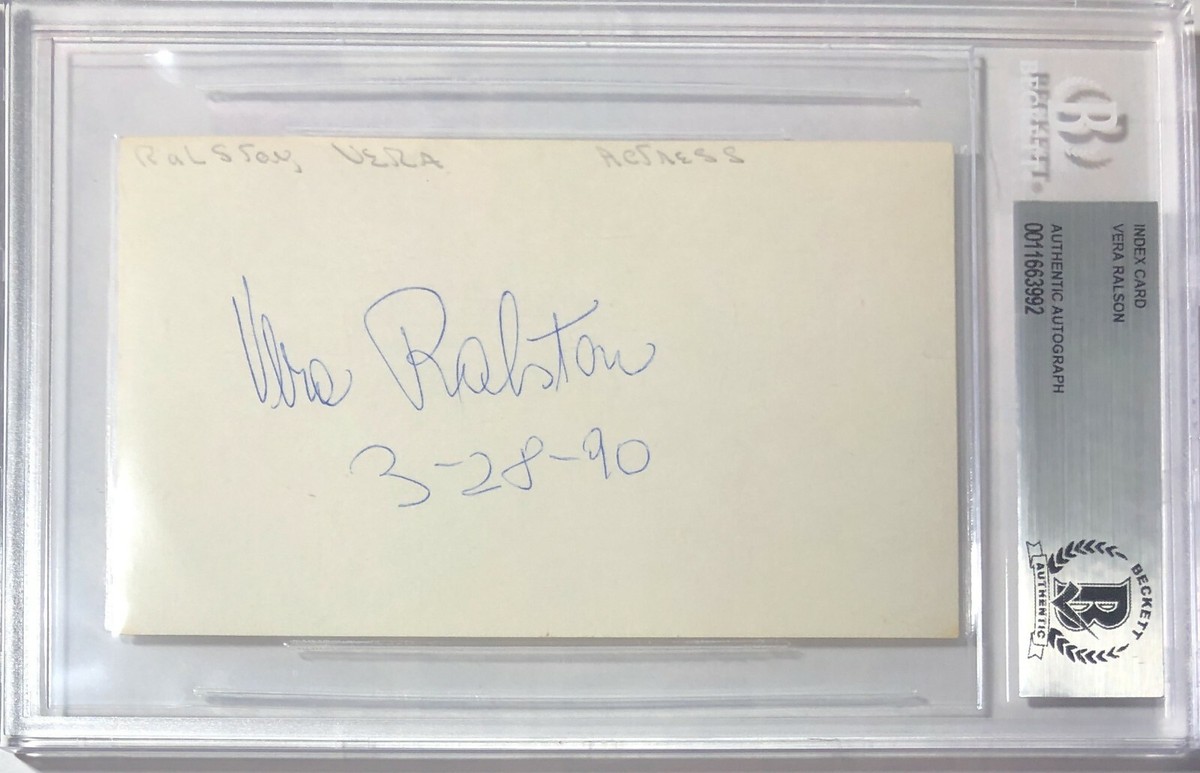 RALSTON, VERA ACTRESS
Vera Ralston
3-28-90
BECKETT
INDEX CARD
VERA RALSON
AUTHENTIC AUTOGRAPH
0011663992
BECKETT
AUTHENTIC